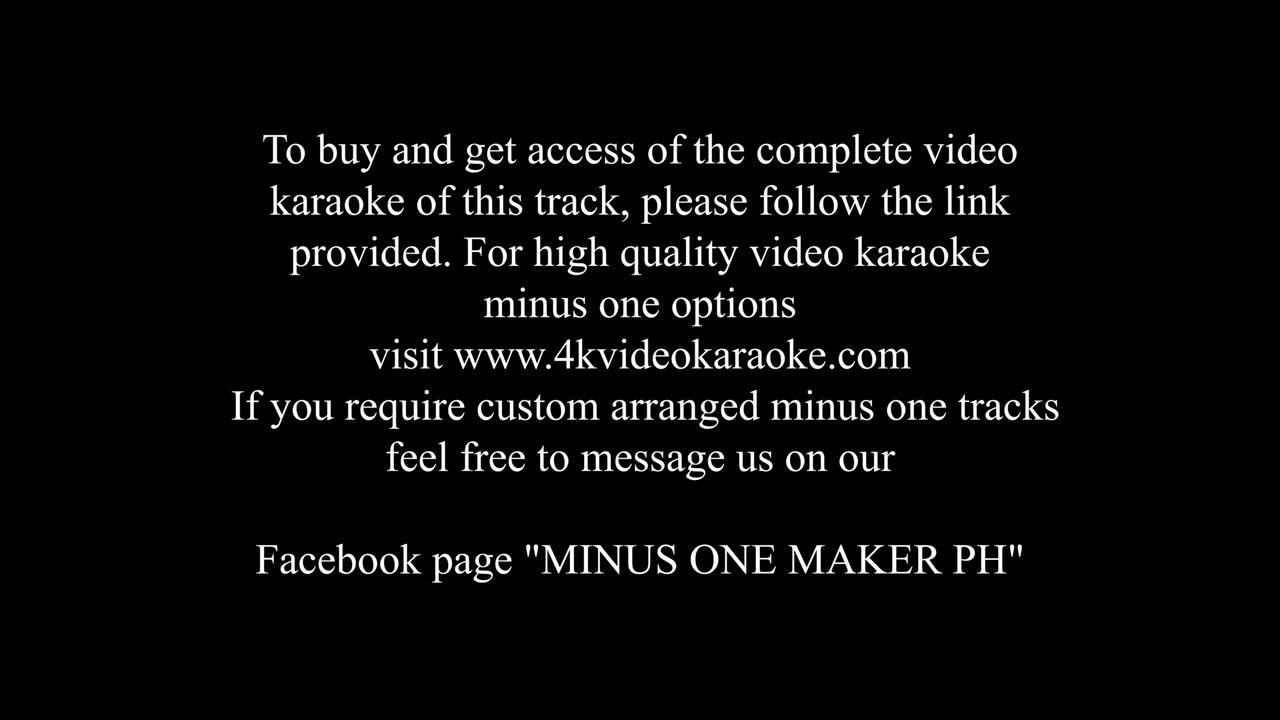 To buy and get access of the complete video
karaoke of this track, please follow the link
provided. For high quality video karaoke
minus one options
visit www.4kvideokaraoke.com
If you require custom arranged minus one tracks
feel free to message us on our
Facebook page "MINUS ONE MAKER PH"